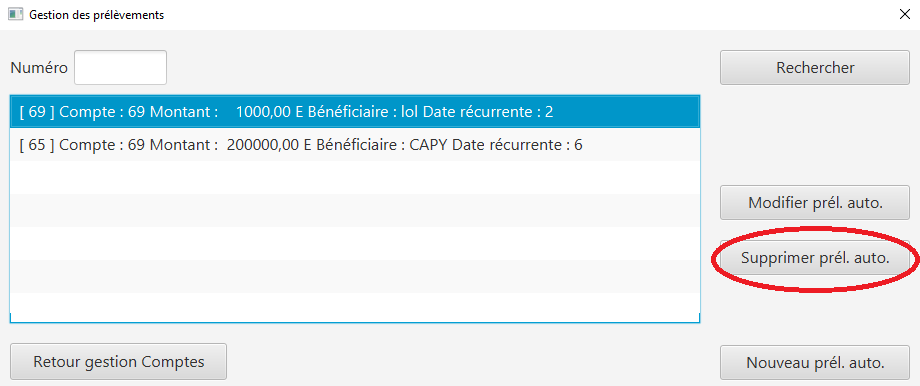 Gestion des prélèvements
Numéro
Rechercher
[ 69 ] Compte : 69 Montant :    1000,00 E Bénéficiaire : lol Date récurrente : 2
[ 65 ] Compte : 69 Montant :  200000,00 E Bénéficiaire : CAPY Date récurrente : 6
Modifier prél. auto.
Supprimer prél. auto.
Retour gestion Comptes
Nouveau prél. auto.